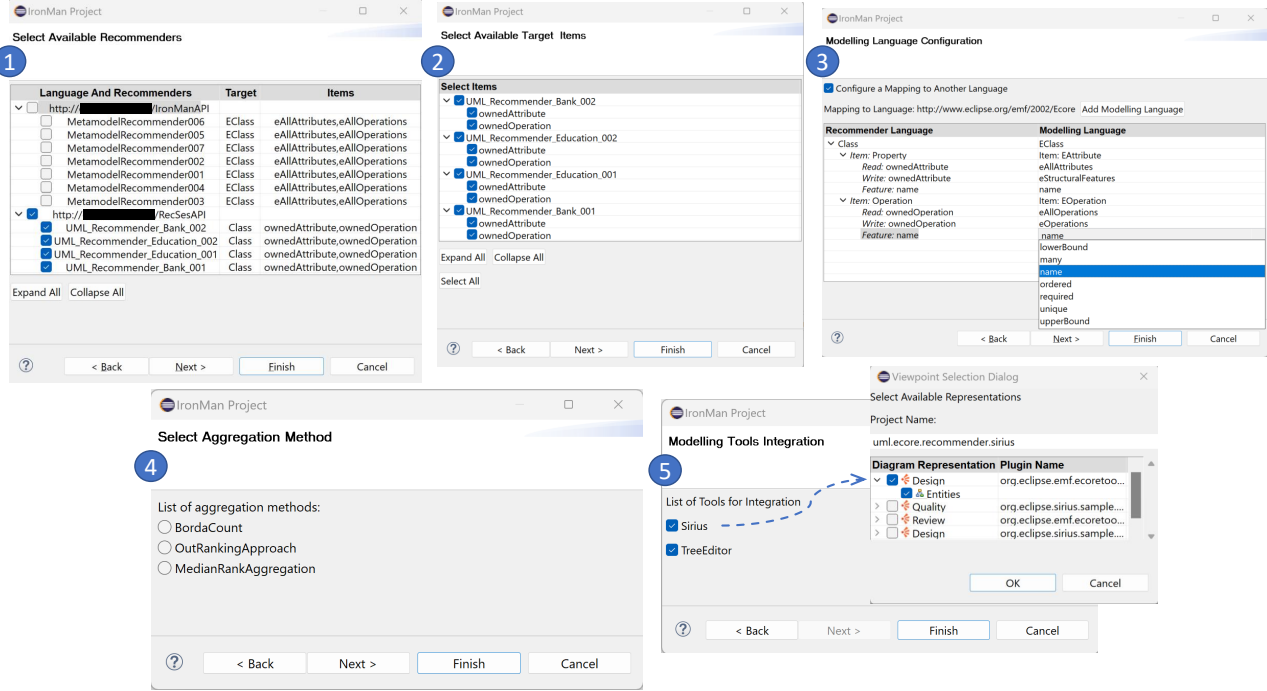 IronMan Project
Select Available Recommenders
1
Language And Recommenders Target Items
http:// /IronManAPI
MetamodelRecommender006 EClass eAllAttributes,eAllOperations
MetamodelRecommender005 EClass eAllAttributes,eAllOperations
MetamodelRecommender007 EClass eAllAttributes,eAllOperations
MetamodelRecommender002 EClass eAllAttributes,eAllOperations
MetamodelRecommender001 EClass eAllAttributes,eAllOperations
MetamodelRecommender004 EClass eAllAttributes,eAllOperations
MetamodelRecommender003 EClass eAllAttributes,eAllOperations
http:// /RecSesAPI
UML_Recommender_Bank_002 Class ownedAttribute,ownedOperation
UML_Recommender_Education_002 Class ownedAttribute,ownedOperation
UML_Recommender_Education_001 Class ownedAttribute,ownedOperation
UML_Recommender_Bank_001 Class ownedAttribute,ownedOperation
Expand All Collapse All
? < Back Next > Finish Cancel
IronMan Project
Select Available Target Items
2
Select Items
UML_Recommender_Bank_002
ownedAttribute
ownedOperation
UML_Recommender_Education_002
ownedAttribute
ownedOperation
UML_Recommender_Education_001
ownedAttribute
ownedOperation
UML_Recommender_Bank_001
ownedAttribute
ownedOperation
Expand All Collapse All
Select All
? < Back Next > Finish Cancel
IronMan Project
Modelling Language Configuration
3
Configure a Mapping to Another Language
Mapping to Language: http://www.eclipse.org/emf/2002/Ecore Add Modelling Language
Recommender Language Modelling Language
Class EClass
Item: Property Item: EAttribute
Read: ownedAttribute eAllAttributes
Write: ownedAttribute eStructuralFeatures
Feature: name name
Item: Operation Item: EOperation
Read: ownedOperation eAllOperations
Write: ownedOperation eOperations
Feature: name name
lowerBound
many
name
ordered
required
unique
upperBound
? < Back Next > Finish Cancel
IronMan Project
Select Aggregation Method
4
List of aggregation methods:
BordaCount
OutRankingApproach
MedianRankAggregation
? < Back Next > Finish Cancel
IronMan Project
Modelling Tools Integration
5
List of Tools for Integration
Sirius
TreeEditor
? < Back Next > Finish Cancel
Viewpoint Selection Dialog
Select Available Representations
Project Name:
uml.ecore.recommender.sirius
Diagram Representation Plugin Name
Design org.eclipse.emf.ecoretoo...
Entities
Quality org.eclipse.sirius.sample....
Review org.eclipse.emf.ecoretoo...
Design org.eclipse.sirius.sample....
OK Cancel